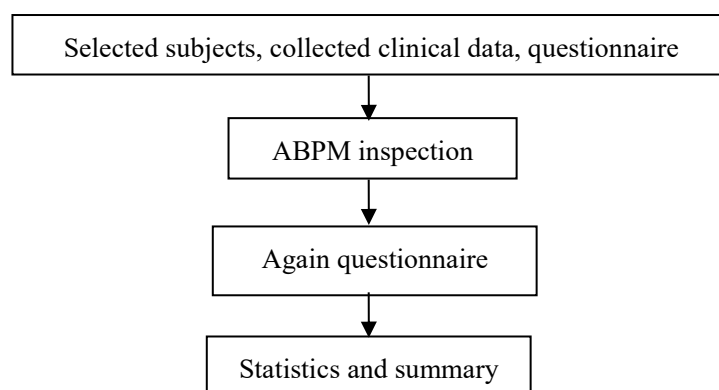 Selected subjects, collected clinical data, questionnaire
ABPM inspection
Again questionnaire
Statistics and summary